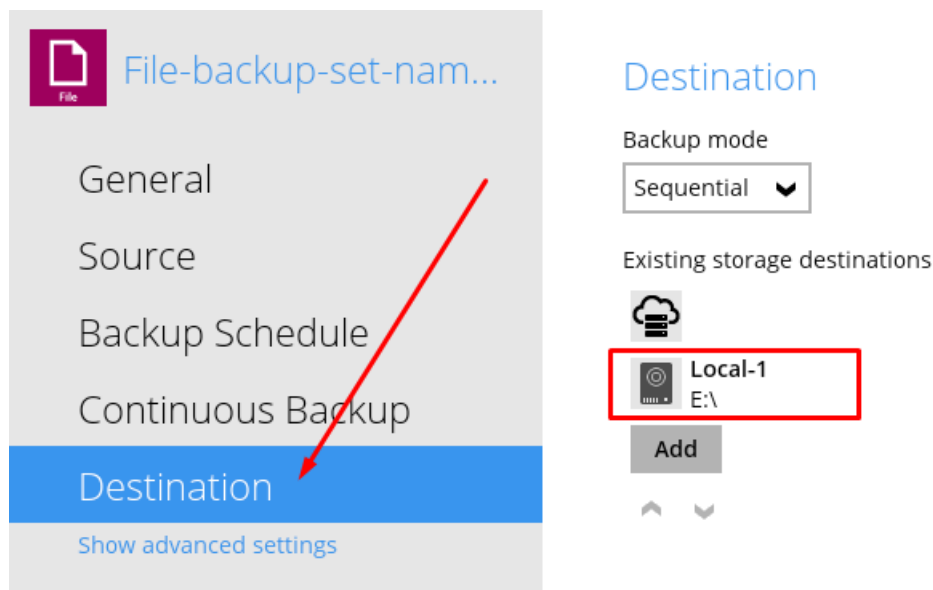 File
File-backup-set-nam...
General
Source
Backup Schedule
Continuous Backup
Destination
Show advanced settings
Destination
Backup mode
Sequential
Existing storage destinations
Local-1
E:\
Add